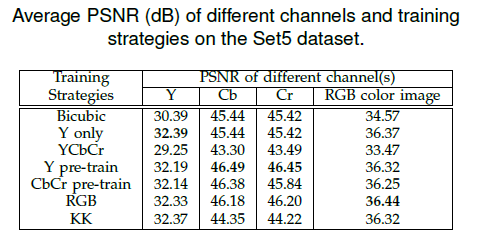 Average PSNR (dB) of different channels and training
strategies on the Set5 dataset.
Training Strategies PSNR of different channel(s)
Y Cb Cr RGB color image
Bicubic 30.39 45.44 45.42 34.57
Y only 32.39 45.44 45.42 36.37
YCbCr 29.25 43.30 43.49 33.47
Y pre-train 32.19 46.49 46.45 36.32
CbCr pre-train 32.14 46.38 45.84 36.25
RGB 32.33 46.18 46.20 36.44
KK 32.37 44.35 44.22 36.32